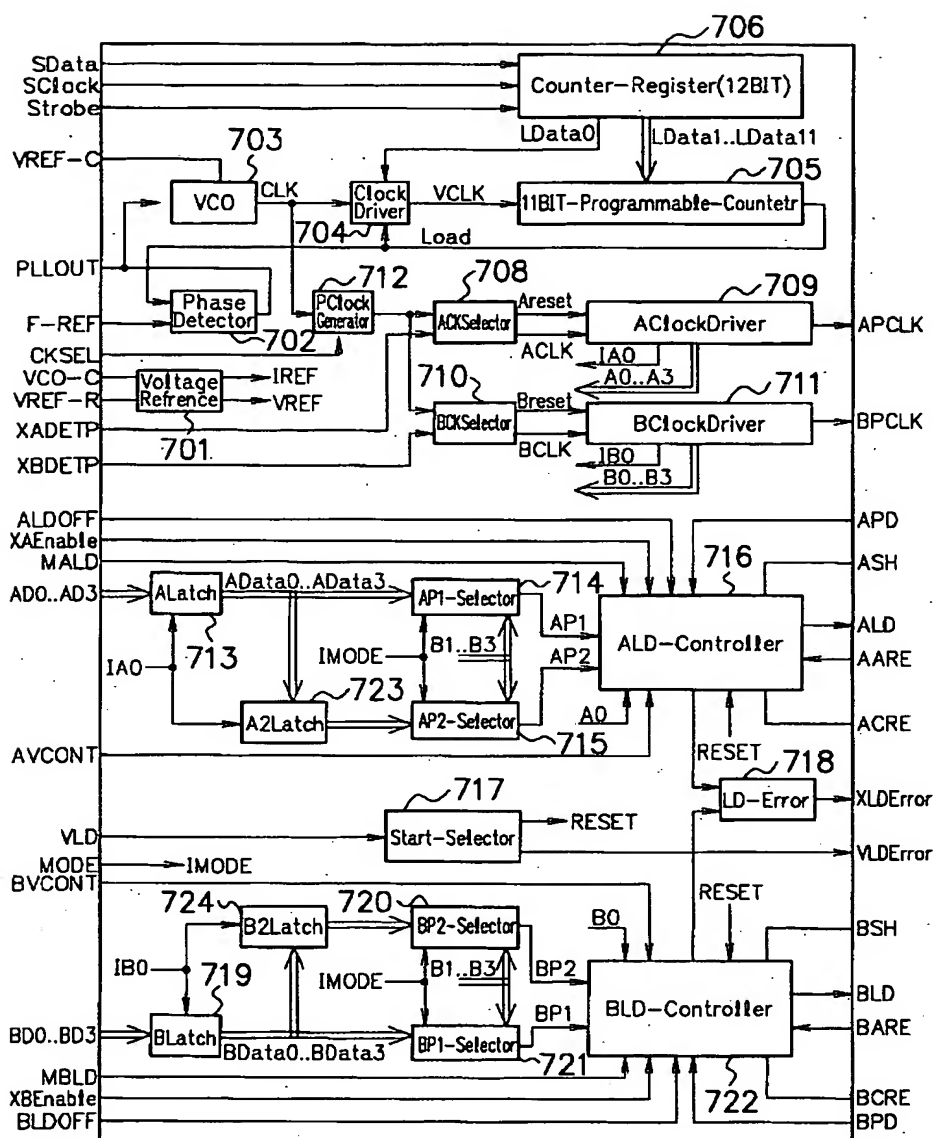 706
SData
SClock
Strobe
Counter-Register(12BIT)
LData0
LData1..LData11
VREF-C
703
705
VCO
CLK
Clock
Driver
VCLK
11BIT-Programmable-Countetr
704
Load
PLLOUT
712
708
709
Phase
Detector
PClock
Generator
ACKSelector
Areset
AClockDriver
APCLK
F-REF
702
CKSEL
ACLK
IA0
A0..A3
VCO-C
Voltage
Refrence
IREF
VREF-R
VREF
710
711
XADETP
701
BCKSelector
Breset
BClockDriver
BPCLK
XBDETP
BCLK
IB0
B0..B3
ALDOFF
APD
XAEnable
716
ASH
MALD
AD0..AD3
ALatch
AData0..AData3
AP1-Selector
714
713
AP1
ALD-Controller
ALD
IMODE
B1..B3
IA0
723
AP2
AARE
A2Latch
AP2-Selector
A0
ACRE
715
RESET
AVCONT
718
717
LD-Error
XLDError
VLD
Start-Selector
RESET
VLDError
MODE
IMODE
BVCONT
724
720
RESET
B2Latch
BP2-Selector
B0
BSH
IB0
719
IMODE
B1..B3
BP2
BLD-Controller
BLD
BP1
BD0..BD3
BLatch
BData0..BData3
BP1-Selector
BARE
721
MBLD
722
XBEnable
BCRE
BLDOFF
BPD